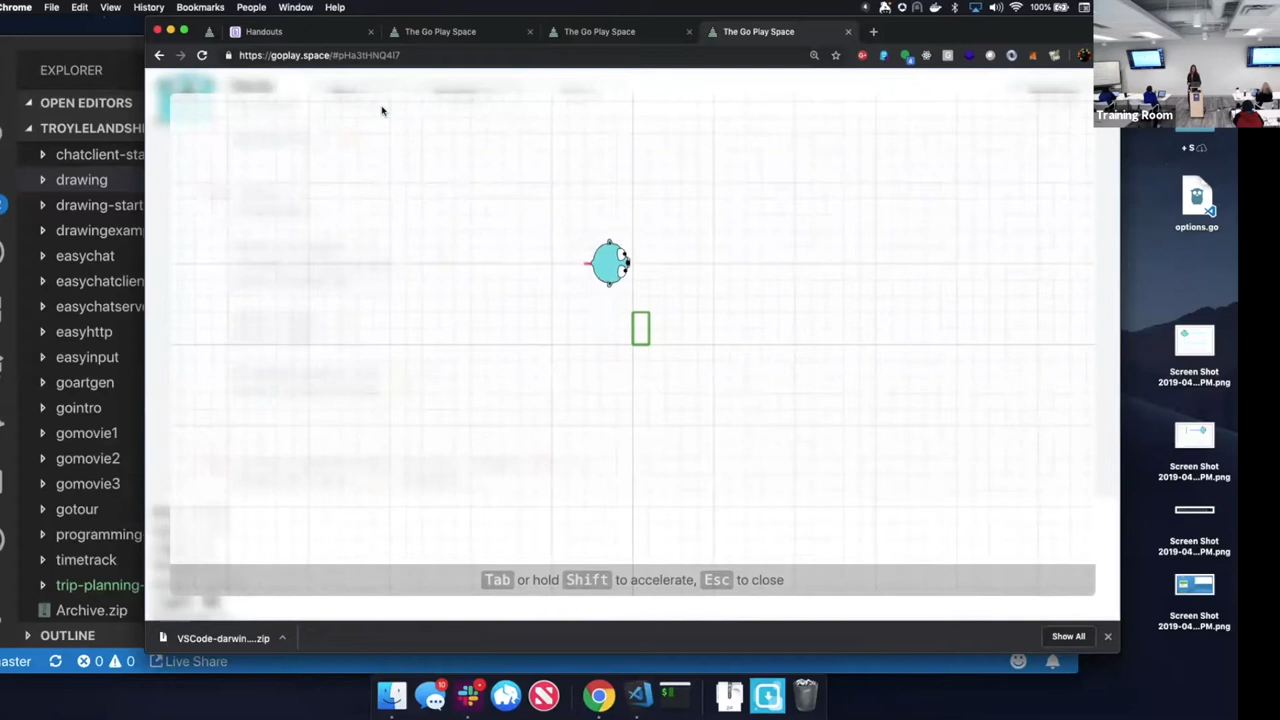 Chrome File Edit View History Bookmarks People Window Help
100%
Handouts
The Go Play Space
The Go Play Space
The Go Play Space
https://goplay.space/#pHa3tHNQ4l7
Training Room
EXPLORER
OPEN EDITORS
TROYLELANDSH
chatclient-sta
drawing
drawing-start
drawingexam
easychat
easychatclien
easychatserve
easyhttp
easyinput
goartgen
gointro
gomovie1
gomovie2
gomovie3
gotour
programming-
timetrack
trip-planning-
Archive.zip
OUTLINE
+ S
options.go
Screen Shot
2019-04...PM.png
Screen Shot
2019-04...PM.png
Screen Shot
2019-04...PM.png
Screen Shot
2019-04...PM.png
Tab or hold Shift to accelerate, Esc to close
VSCode-darwin....zip
Show All
master
0
0
Live Share
10